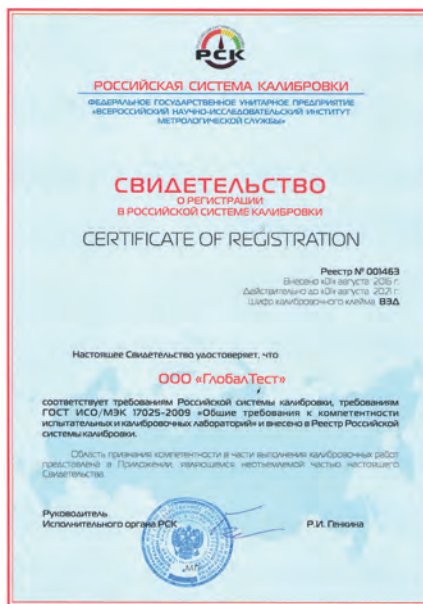 РСК
РОССИЙСКАЯ СИСТЕМА КАЛИБРОВКИ
ФЕДЕРАЛЬНОЕ ГОСУДАРСТВЕННОЕ УНИТАРНОЕ ПРЕДПРИЯТИЕ
«ВСЕРОССИЙСКИЙ НАУЧНО-ИССЛЕДОВАТЕЛЬСКИЙ ИНСТИТУТ
МЕТРОЛОГИЧЕСКОЙ СЛУЖБЫ»
СВИДЕТЕЛЬСТВО
О РЕГИСТРАЦИИ
В РОССИЙСКОЙ СИСТЕМЕ КАЛИБРОВКИ
CERTIFICATE OF REGISTRATION
Реестр № 001463
Внесено «01» августа 2016 г.
Действительно до «01» августа 2021 г.
Шифр калибровочного клейма ВЗД
Настоящее Свидетельство удостоверяет, что
ООО «ГлобалТест»
соответствует требованиям Российской системы калибровки, требованиям
ГОСТ ИСО/МЭК 17025-2009 «Общие требования к компетентности
испытательных и калибровочных лабораторий» и внесено в Реестр Российской
системы калибровки.
Область признания компетентности в части выполнения калибровочных работ
представлена в Приложении, являющемся неотъемлемой частью настоящего
Свидетельства.
Руководитель
Исполнительного органа РСК Р.И. Генкина
М.П.